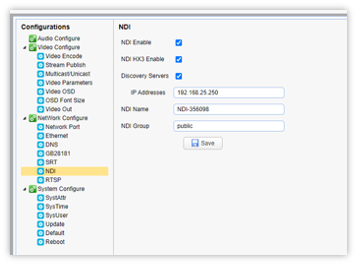 Configurations
Audio Configure
Video Configure
Video Encode
Stream Publish
Multicast/Unicast
Video Parameters
Video OSD
OSD Font Size
Video Out
NetWork Configure
Network Port
Ethernet
DNS
GB28181
SRT
NDI
RTSP
System Configure
SystAttr
SysTime
SysUser
Update
Default
Reboot
NDI
NDI Enable
NDI HX3 Enable
Discovery Servers
IP Addresses 192.168.25.250
NDI Name NDI-356098
NDI Group public
Save